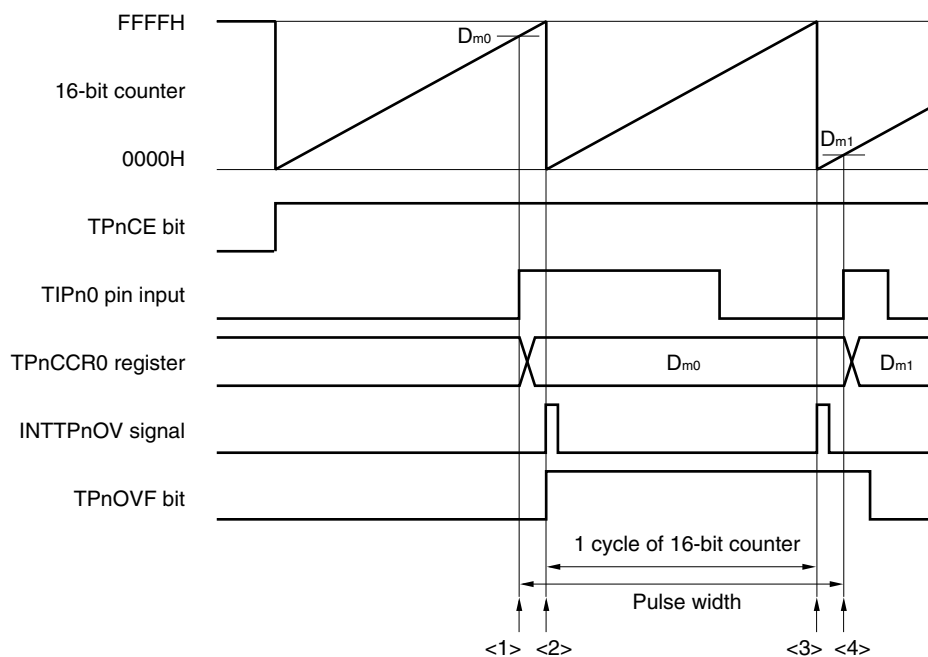 FFFFH
Dm0
16-bit counter
Dm1
0000H
TPnCE bit
TIPn0 pin input
TPnCCR0 register
Dm0
Dm1
INTTPnOV signal
TPnOVF bit
1 cycle of 16-bit counter
Pulse width
<1> <2> <3> <4>